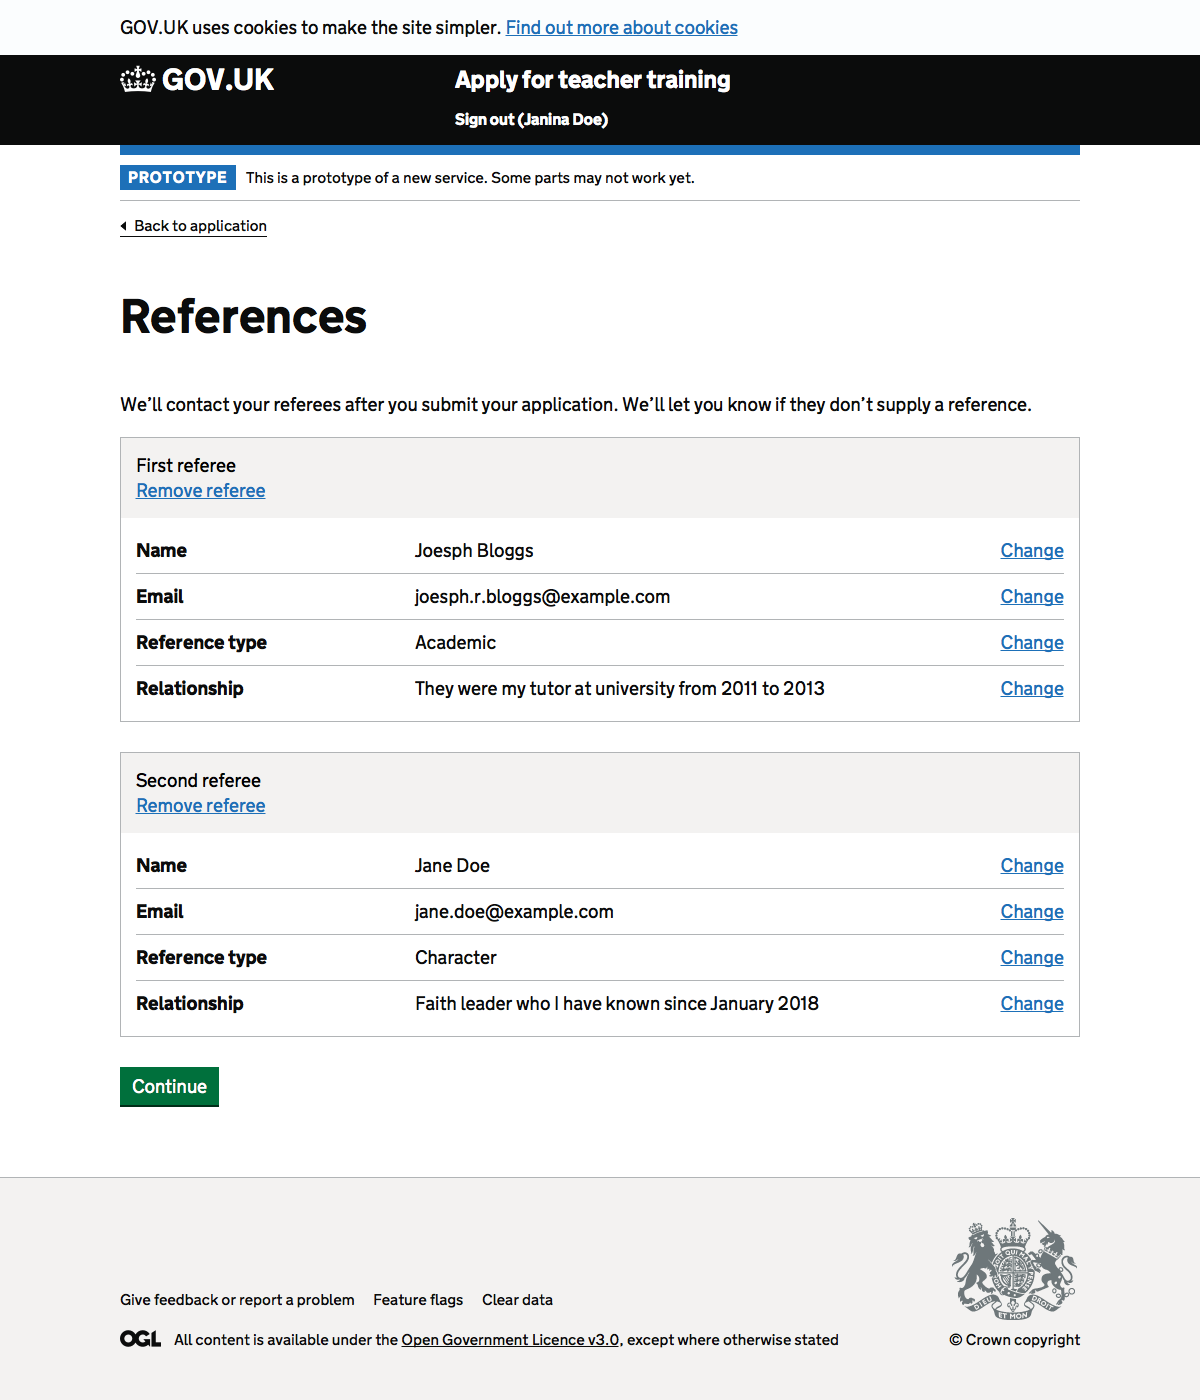 GOV.UK uses cookies to make the site simpler. Find out more about cookies
GOV.UK
Apply for teacher training
Sign out (Janina Doe)
PROTOTYPE This is a prototype of a new service. Some parts may not work yet.
Back to application
References
We’ll contact your referees after you submit your application. We’ll let you know if they don’t supply a reference.
First referee
Remove referee
Name Joesph Bloggs Change
Email joesph.r.bloggs@example.com Change
Reference type Academic Change
Relationship They were my tutor at university from 2011 to 2013 Change
Second referee
Remove referee
Name Jane Doe Change
Email jane.doe@example.com Change
Reference type Character Change
Relationship Faith leader who I have known since January 2018 Change
Continue
DIEU ET MON DROIT
Give feedback or report a problem Feature flags Clear data
OGL All content is available under the Open Government Licence v3.0, except where otherwise stated
© Crown copyright